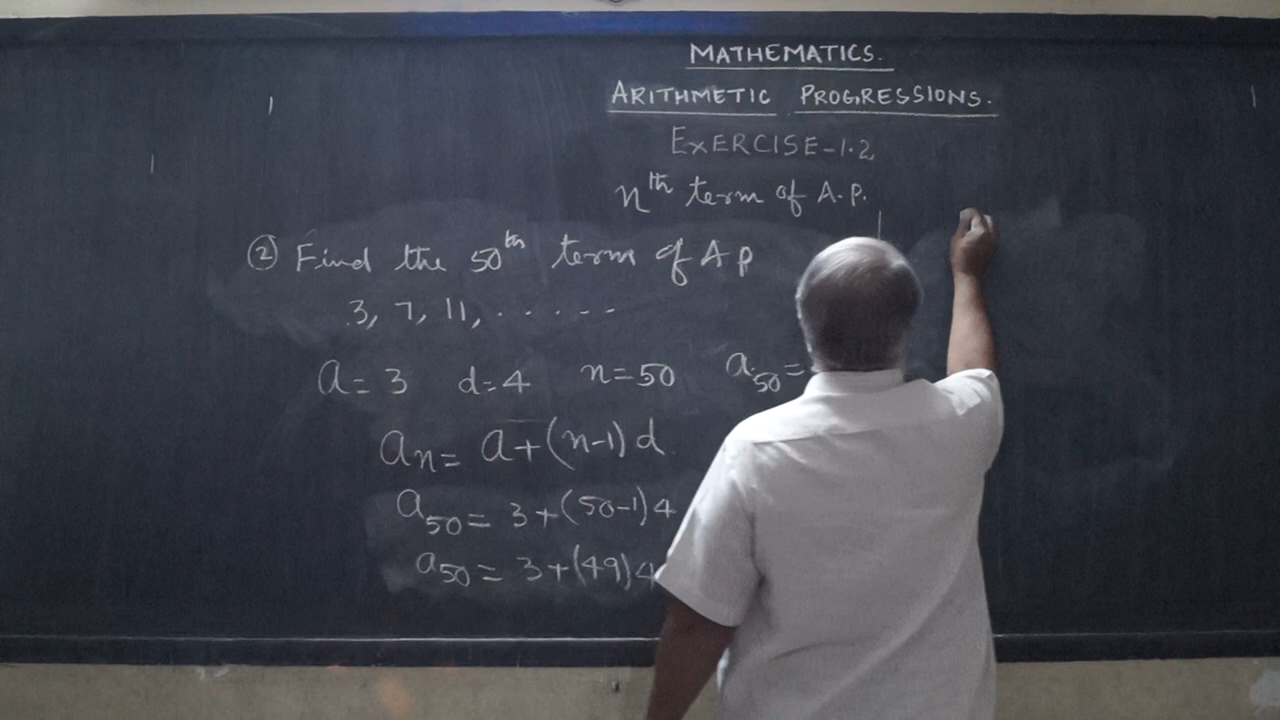 MATHEMATICS.
ARITHMETIC PROGRESSIONS.
EXERCISE-1.2
nth term of A.P.
② Find the 50th term of AP
3, 7, 11, . . . . . .
a = 3 d=4 n=50 a50=
an= a+(n-1)d
a50= 3+(50-1)4
a50= 3+(49)4